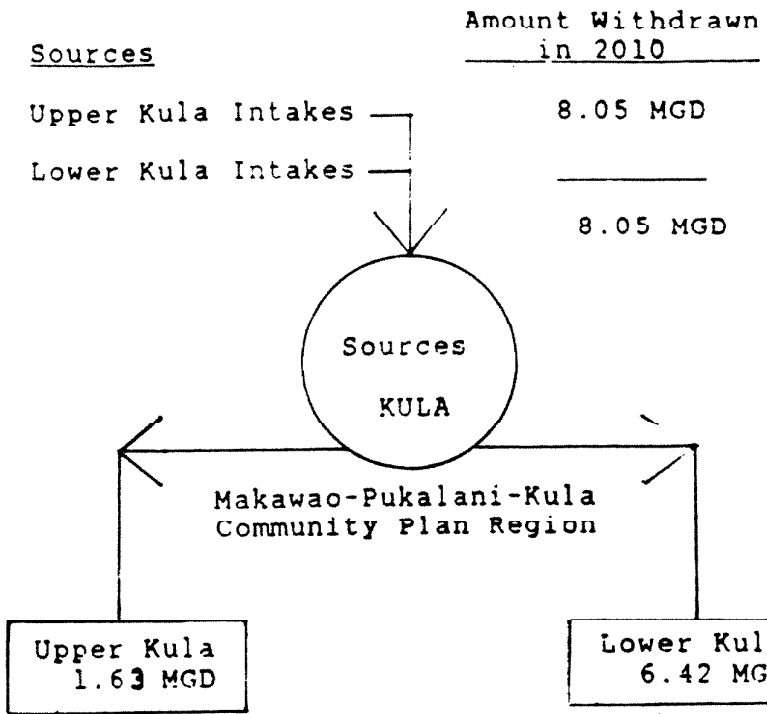 Amount Withdrawn
in 2010
Sources
Upper Kula Intakes
8.05 MGD
Lower Kula Intakes
8.05 MGD
Sources
KULA
Makawao-Pukalani-Kula
Community Plan Region
Upper Kula
1.63 MGD
Lower Kul
6.42 MG